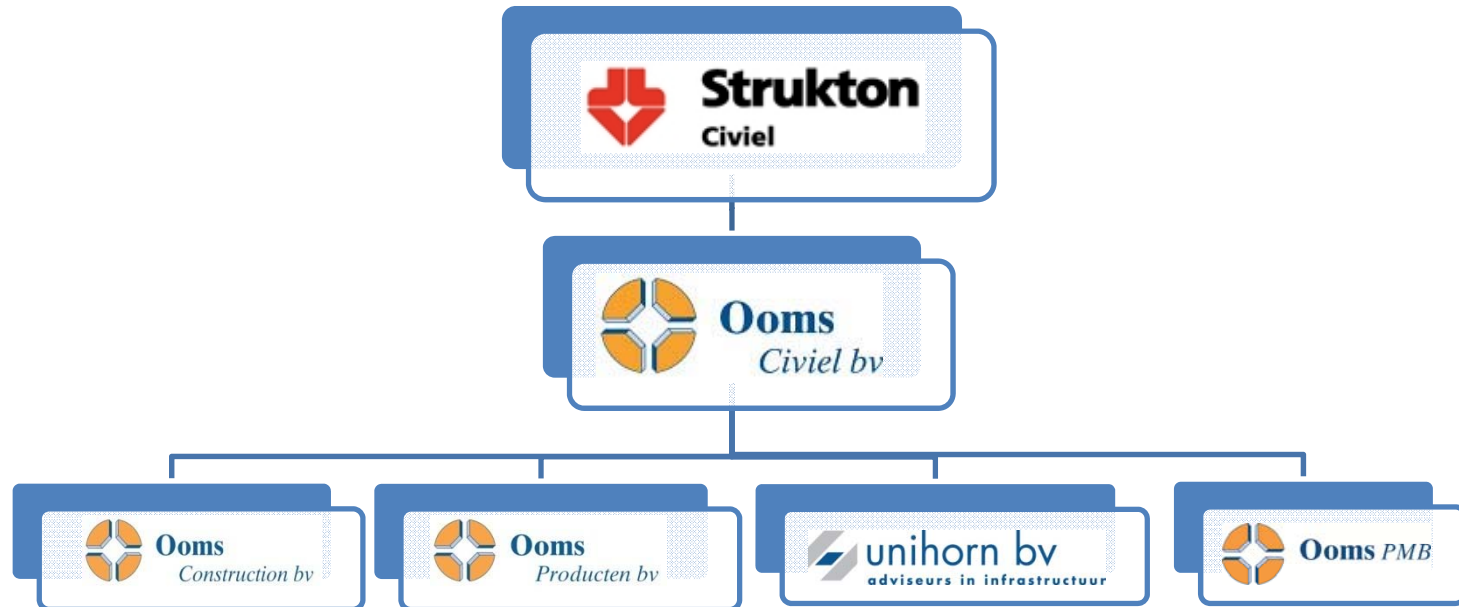 Strukton
Civiel
Ooms
Civiel bv
Ooms
Construction bv
Ooms
Producten bv
unihorn bv
adviseurs in infrastructuur
Ooms PMB